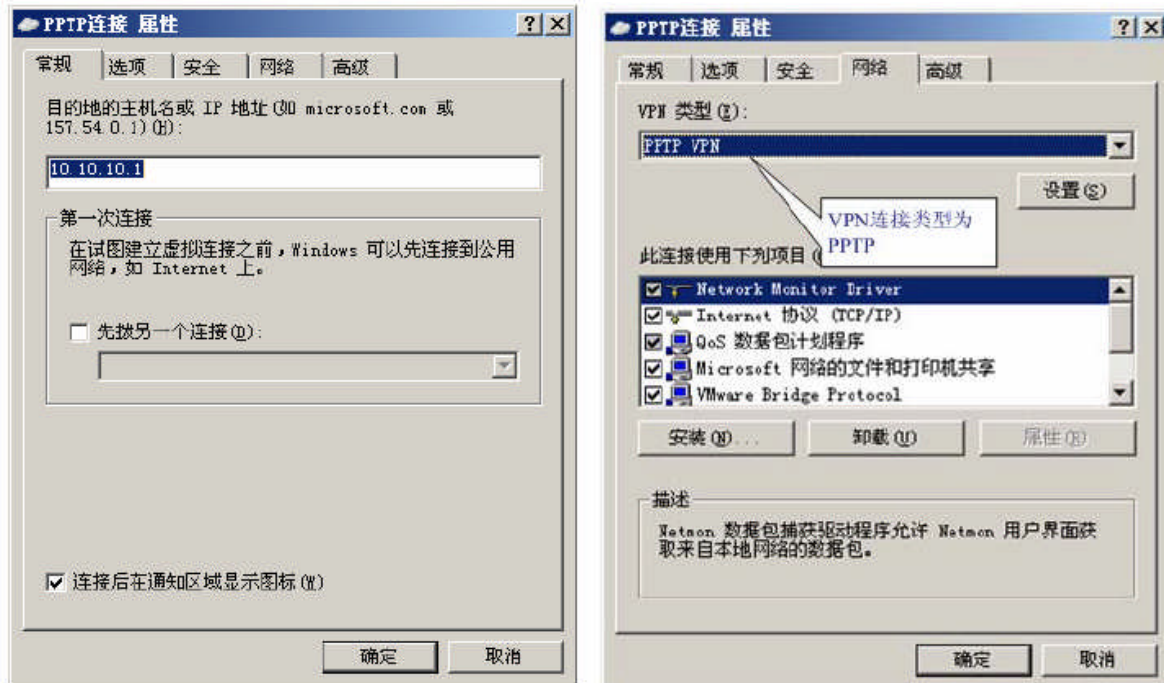 PPTP连接 属性
常规 选项 安全 网络 高级
目的地的主机名或 IP 地址(如 microsoft.com 或
157.54.0.1)(H):
10.10.10.1
第一次连接
在试图建立虚拟连接之前，Windows 可以先连接到公用
网络，如 Internet 上。
先拨另一个连接(D):
连接后在通知区域显示图标(W)
确定 取消
PPTP连接 属性
常规 选项 安全 网络 高级
VPN 类型(E):
PPTP VPN
设置(S)
VPN连接类型为
PPTP
此连接使用下列项目(
Network Monitor Driver
Internet 协议 (TCP/IP)
QoS 数据包计划程序
Microsoft 网络的文件和打印机共享
VMware Bridge Protocol
安装(N)... 卸载(U) 属性(R)
描述
Netmon 数据包捕获驱动程序允许 Netmon 用户界面获
取来自本地网络的数据包。
确定 取消